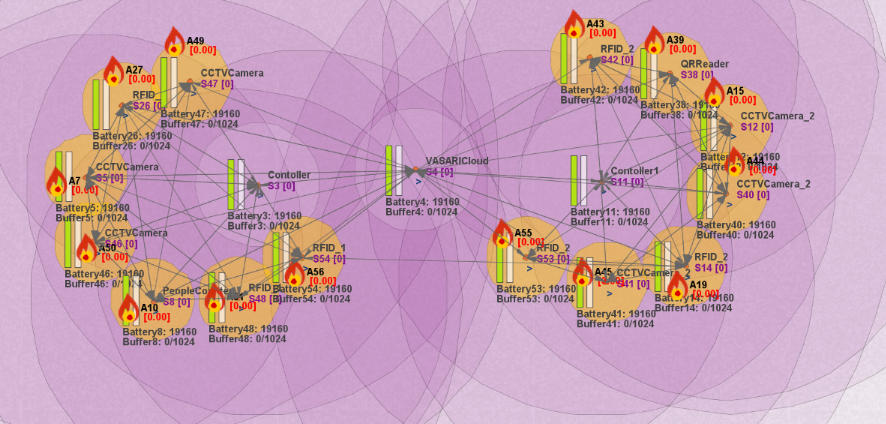 A49
[0.00]
CCTVCamera
S47 [0]
Battery47: 19160
Buffer47: 0/1024
A27
[0.00]
RFID_
S26 [0]
Battery26: 19160
Buffer26: 0/1024
A43
[0.00]
RFID_2
S42 [0]
Battery42: 19160
Buffer42: 0/1024
A39
[0.00]
QRReader
S38 [0]
Battery38: 191
Buffer38: 0/1024
A15
[0.00]
CCTVCamera_2
S12 [0]
A44
[0.00]
CCTVCamera_2
S40 [0]
Battery40: 19160
Buffer40: 0/1024
CCTVCamera
S5 [0]
A7
[0.00]
Battery5: 19160
Buffer5: 0/1024
Contoller
S3 [0]
Battery3: 19160
Buffer3: 0/1024
VASARICloud
S4 [0]
Battery4: 19160
Buffer4: 0/1024
Contoller1
S11 [0]
Battery11: 19160
Buffer11: 0/1024
CCTVCamera
S46 [0]
A50
[0.00]
Battery46: 19160
Buffer46: 0/
RFID_1
S54 [0]
A56
[0.00]
Battery54: 19160
Buffer54: 0/1024
A55
[0.00]
RFID_2
S53 [0]
Battery53: 19160
Buffer53: 0/1024
RFID_2
S14 [0]
A19
[0.00]
Battery14: 19160
Buffer14: 0/1024
CCTVCamer
S41 [0]
A45
Battery41: 19160
Buffer41: 0/1024
S8 [0]
A10
[0.00]
Battery8: 19160
Buffer8: 0/1024
RFID
S48 [
[0.00]
Battery48: 19160
Buffer48: 0/1024